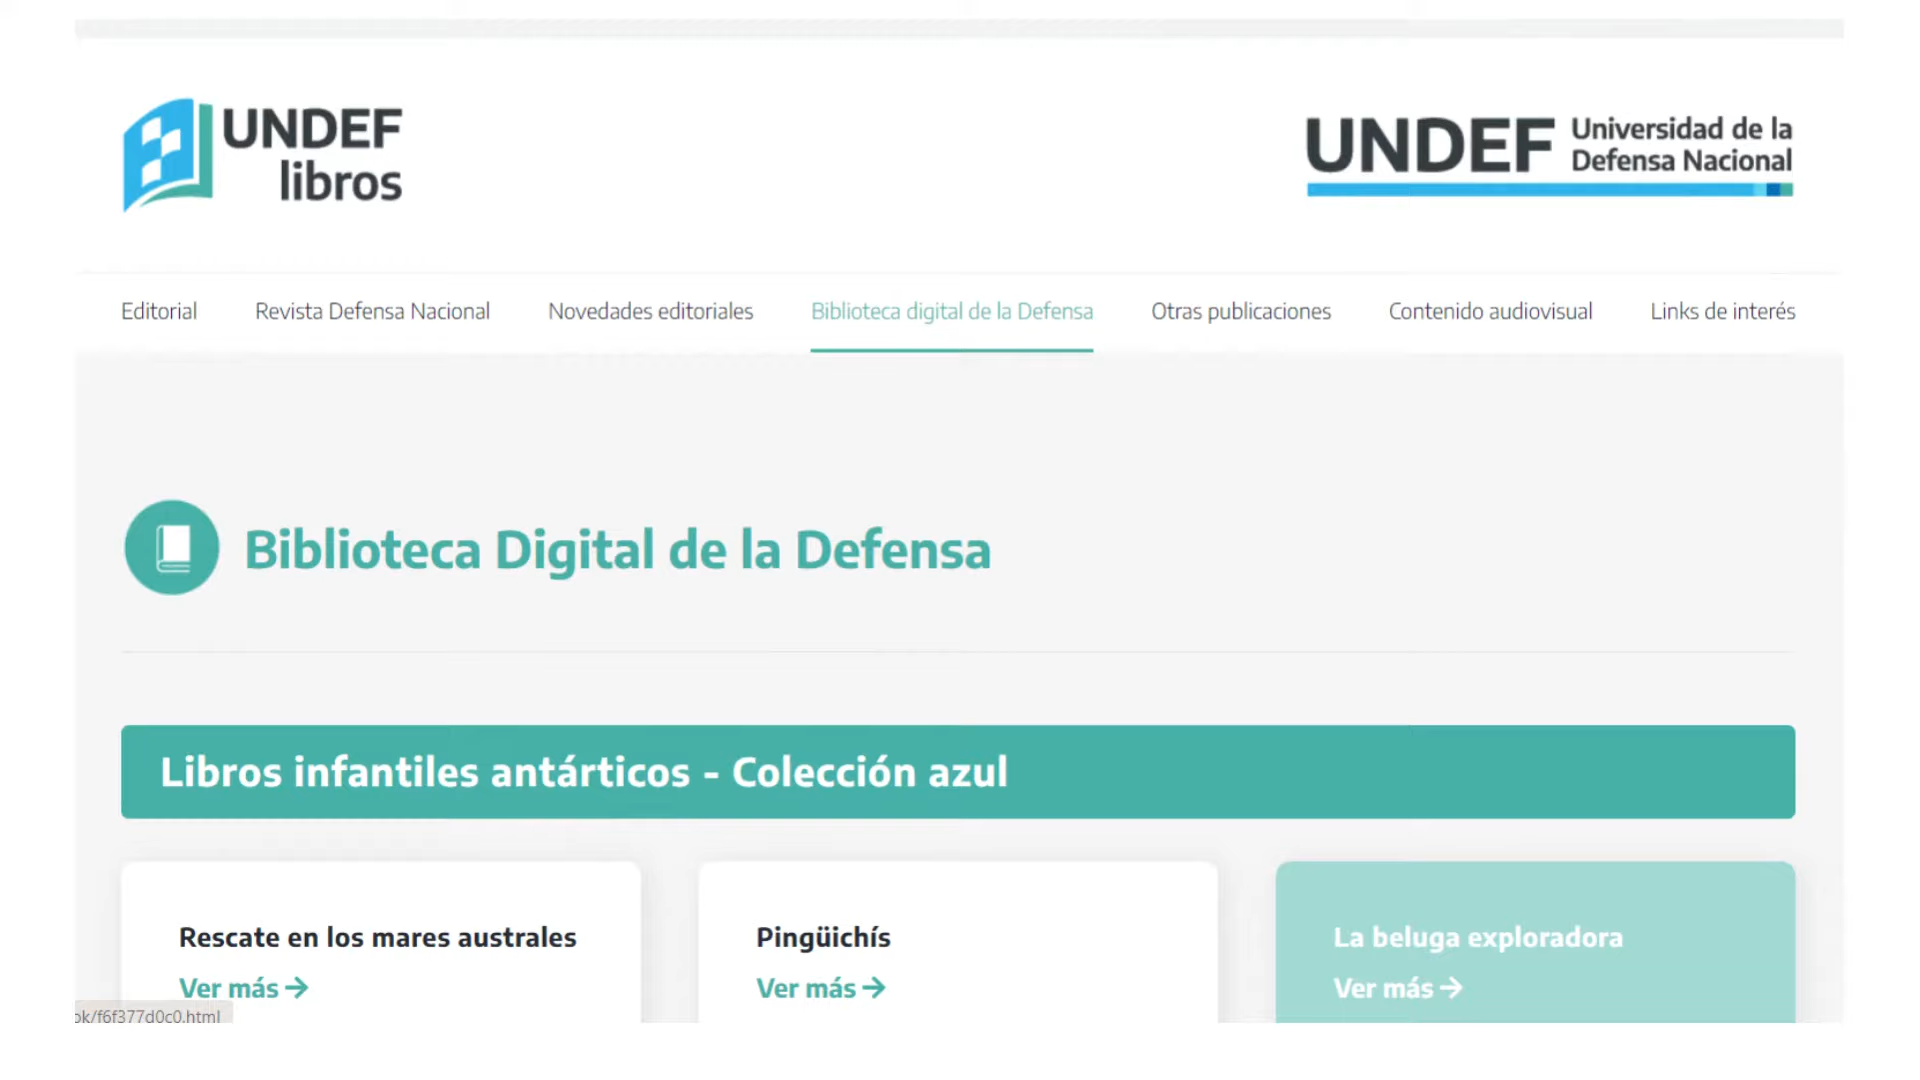 UNDEF
libros
UNDEF
Universidad de la
Defensa Nacional
Editorial
Revista Defensa Nacional
Novedades editoriales
Biblioteca digital de la Defensa
Otras publicaciones
Contenido audiovisual
Links de interés
Biblioteca Digital de la Defensa
Libros infantiles antárticos - Colección azul
Rescate en los mares australes
Ver más →
Pingüichís
Ver más →
La beluga exploradora
Ver más →
ok/f6f377d0c0.html